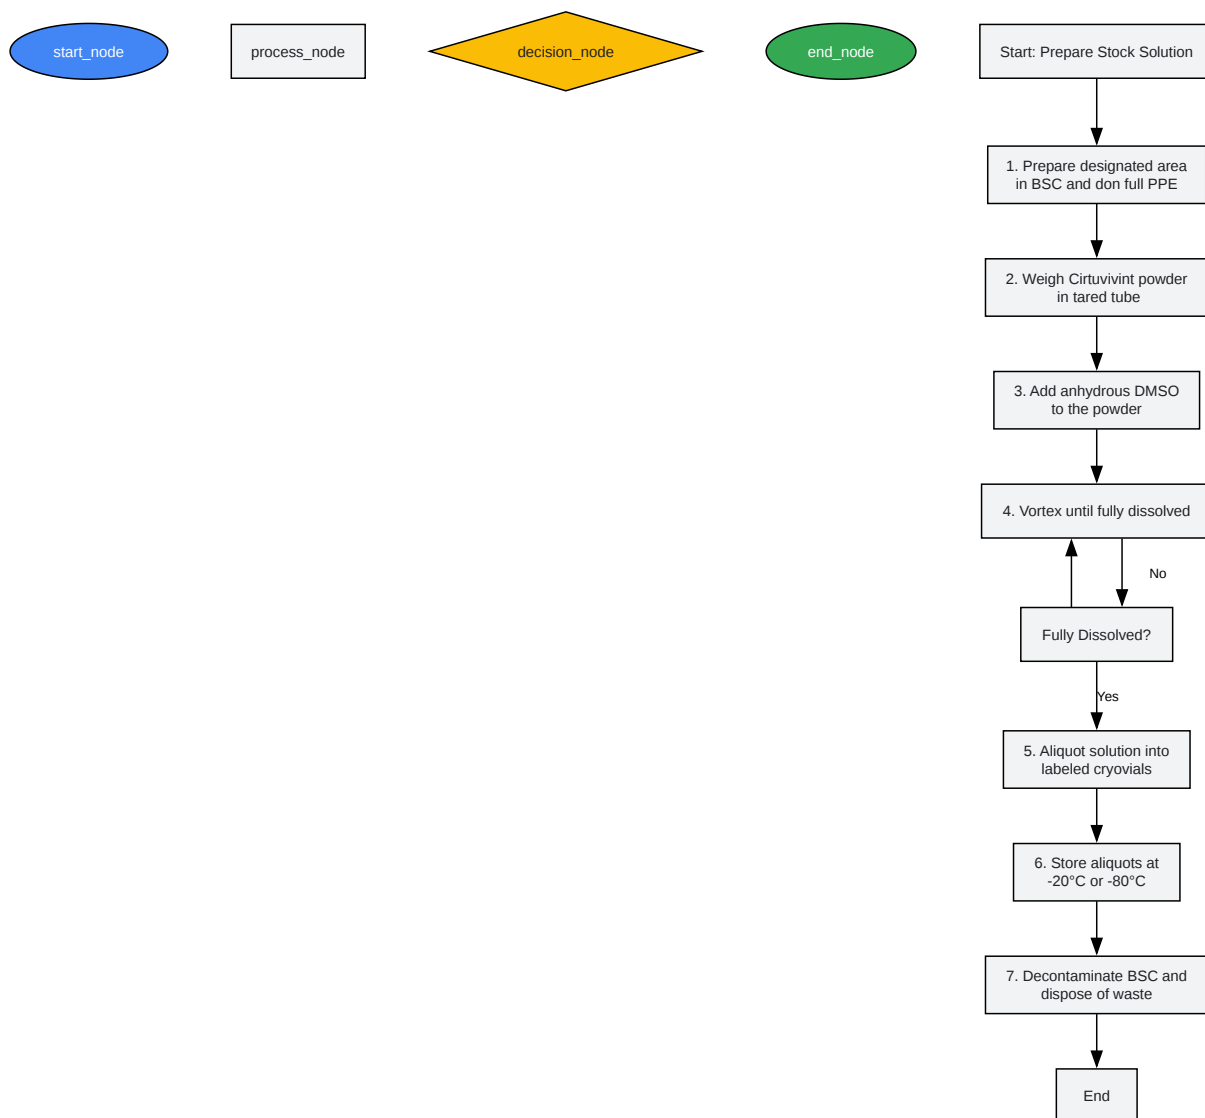 start_node
process_node
decision_node
end_node
Start: Prepare Stock Solution
1. Prepare designated area
in BSC and don full PPE
2. Weigh Cirtuvivint powder
in tared tube
3. Add anhydrous DMSO
to the powder
4. Vortex until fully dissolved
No
Fully Dissolved?
Yes
5. Aliquot solution into
labeled cryovials
6. Store aliquots at
-20°C or -80°C
7. Decontaminate BSC and
dispose of waste
End